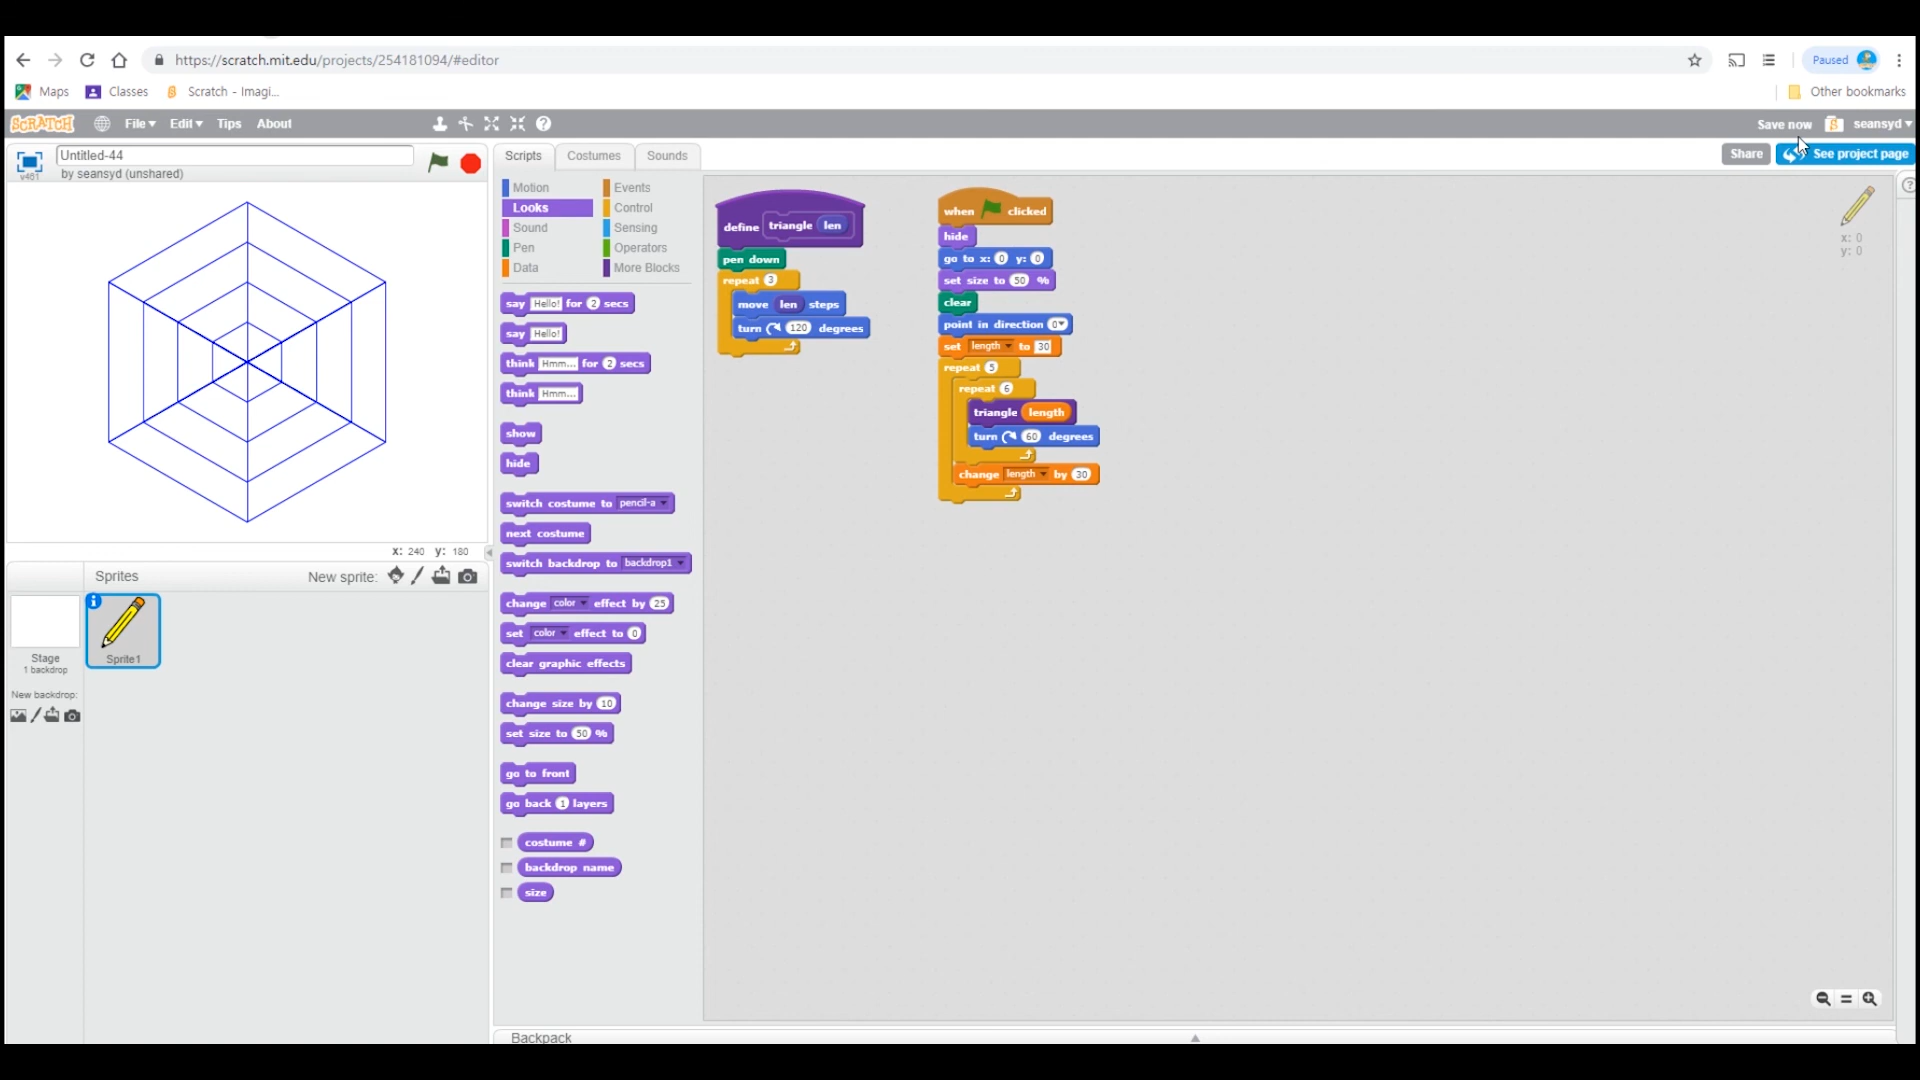 https://scratch.mit.edu/projects/254181094/#editor
Paused
Maps
Classes
Scratch - Imagi...
Other bookmarks
SCRATCH
File
Edit
Tips
About
Save now
seansyd
v461
Untitled-44
by seansyd (unshared)
Scripts
Costumes
Sounds
Share
See project page
Motion
Events
Looks
Control
Sound
Sensing
Pen
Operators
Data
More Blocks
say Hello! for 2 secs
say Hello!
think Hmm... for 2 secs
think Hmm...
show
hide
switch costume to pencil-a
next costume
switch backdrop to backdrop1
change color effect by 25
set color effect to 0
clear graphic effects
change size by 10
set size to 50 %
go to front
go back 1 layers
costume #
backdrop name
size
define triangle len
pen down
repeat 3
move len steps
turn 120 degrees
when clicked
hide
go to x: 0 y: 0
set size to 50 %
clear
point in direction 0
set length to 30
repeat 5
repeat 6
triangle length
turn 60 degrees
change length by 30
x: 0
y: 0
X: 240 y: 180
Sprites
New sprite:
Stage
1 backdrop
Sprite1
New backdrop:
Backpack